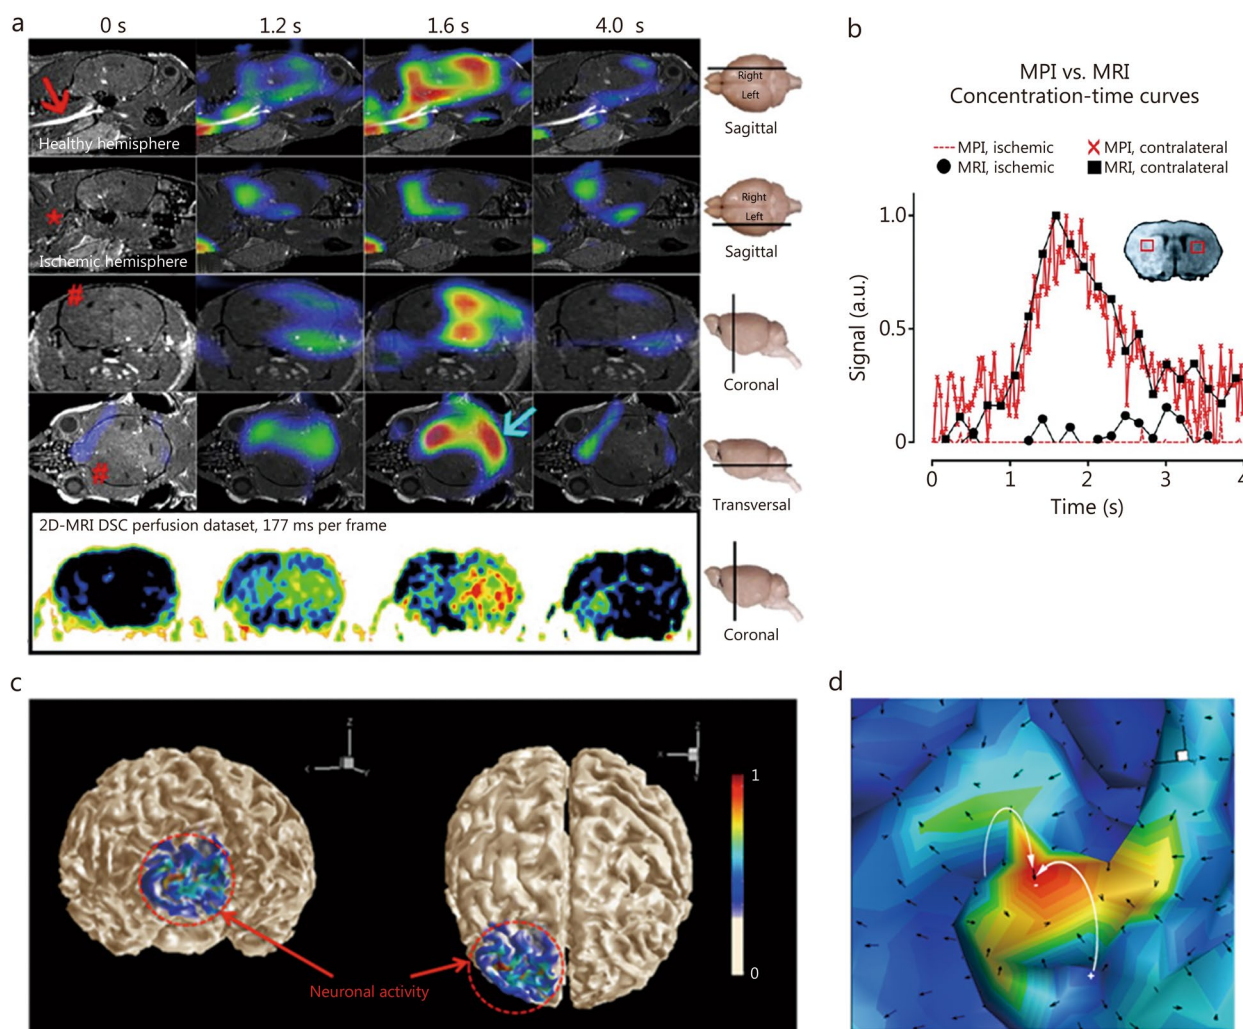 a
0 s
1.2 s
1.6 s
4.0 s
Healthy hemisphere
Right
Left
Sagittal
*
Ischemic hemisphere
Right
Left
Sagittal
#
Coronal
#
Transversal
2D-MRI DSC perfusion dataset, 177 ms per frame
Coronal
b
MPI vs. MRI
Concentration-time curves
MPI, ischemic
MPI, contralateral
MRI, ischemic
MRI, contralateral
1.0
0.5
0
Signal (a.u.)
0 1 2 3 4
Time (s)
c
Z
X
Y
X
1
0
Neuronal activity
d